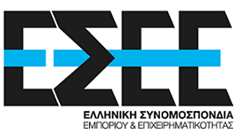 ΕΣΕΕ
ΕΛΛΗΝΙΚΗ ΣΥΝΟΜΟΣΠΟΝΔΙΑ
ΕΜΠΟΡΙΟΥ & ΕΠΙΧΕΙΡΗΜΑΤΙΚΟΤΗΤΑΣ